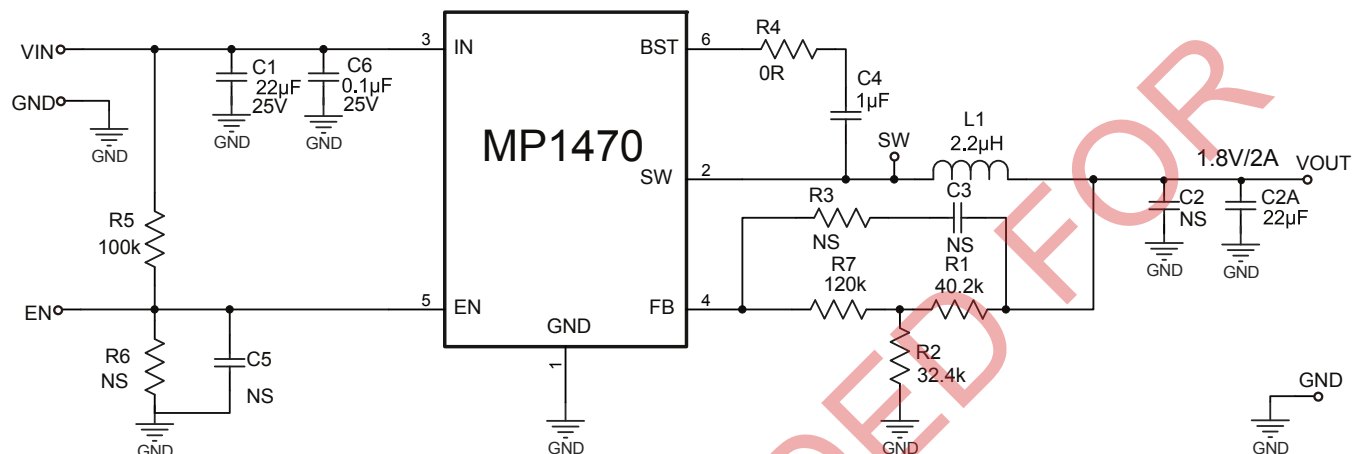 VIN
3
IN
BST
6
R4
0R
C1
22µF
25V
C6
0.1µF
25V
C4
1µF
GND
GND
GND
GND
MP1470
L1
2.2µH
SW
SW
2
1.8V/2A
VOUT
R3
NS
C3
NS
C2
NS
C2A
22µF
GND
GND
R5
100k
R7
120k
R1
40.2k
EN
5
EN
FB
4
GND
1
R6
NS
C5
NS
R2
32.4k
GND
GND
GND
GND
GND
DED FOR